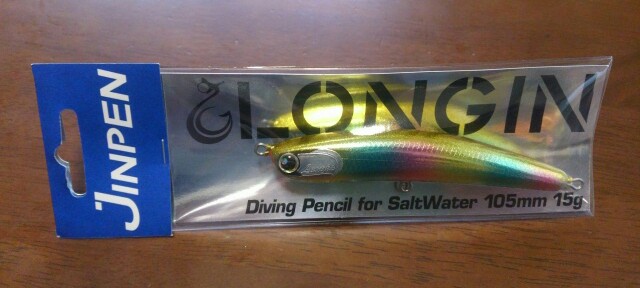 JINPEN
LONGIN
Diving Pencil for SaltWater 105mm 15g